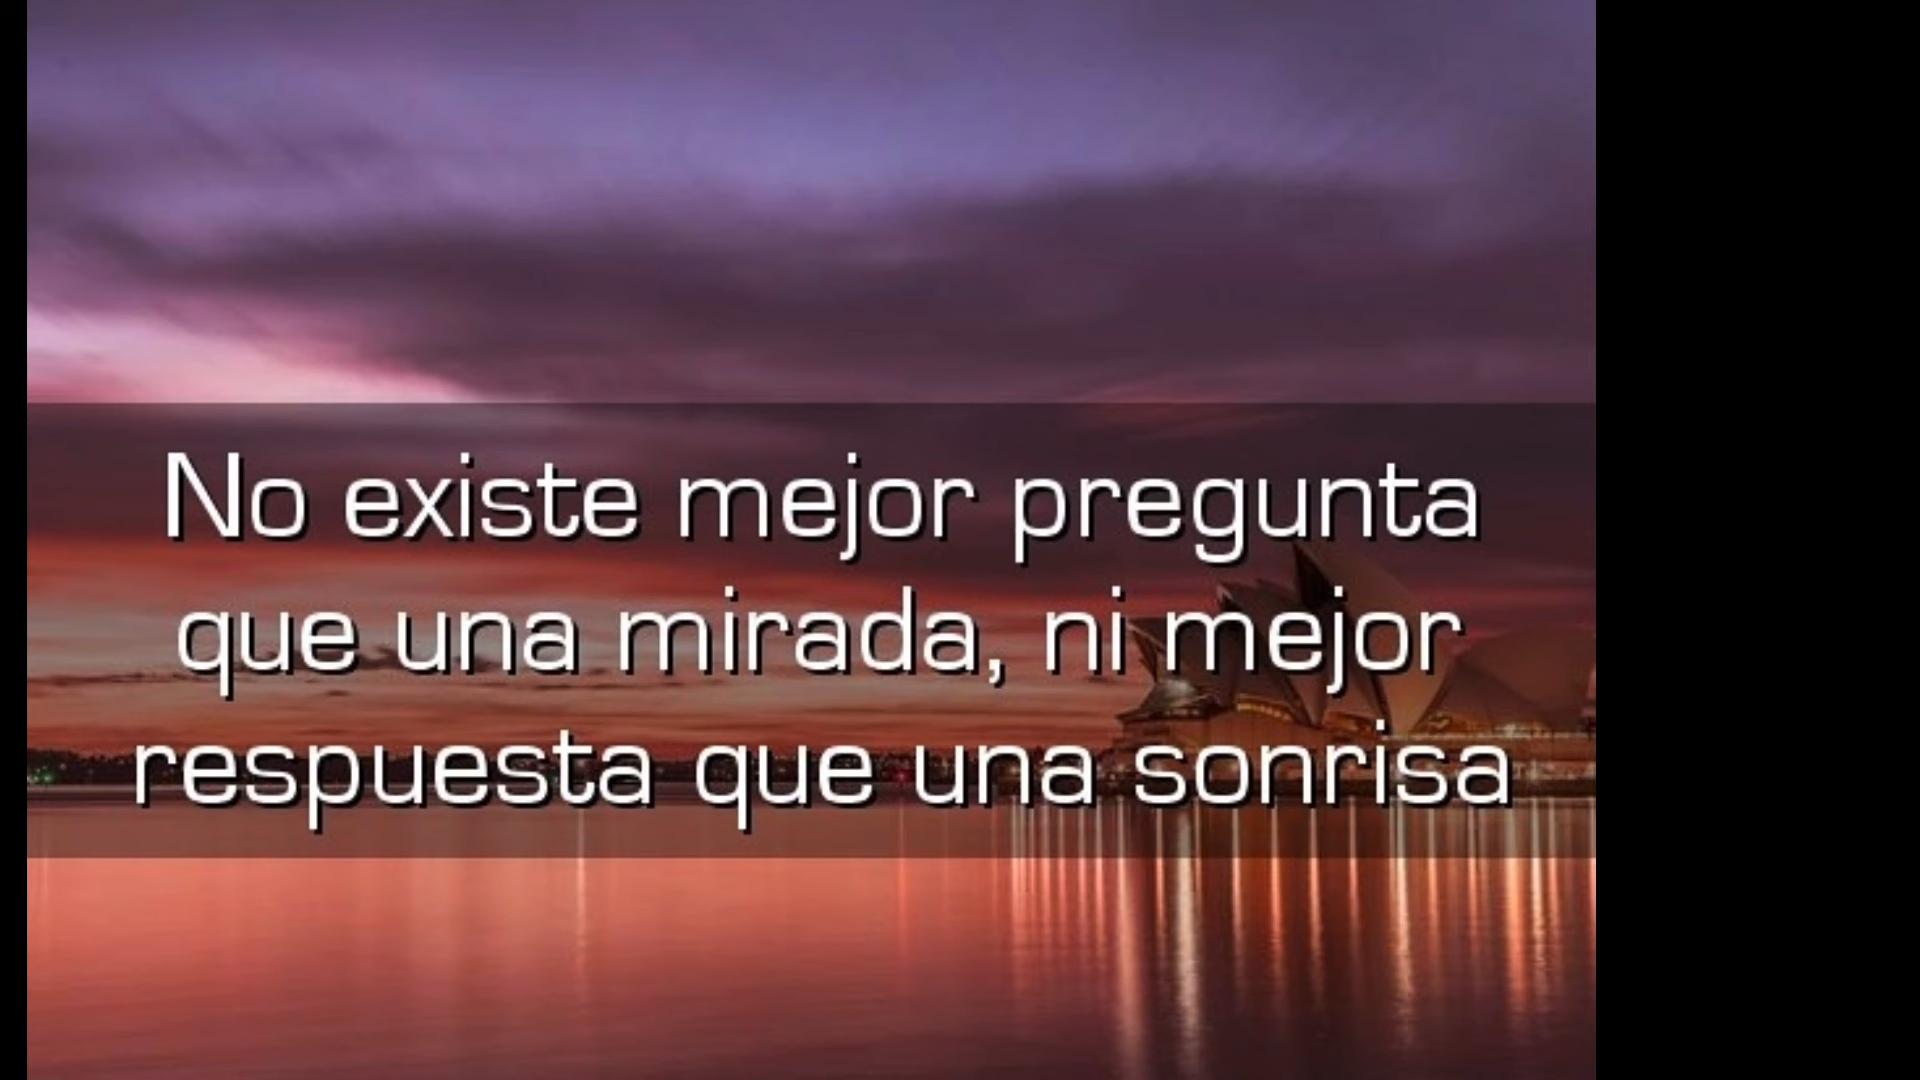 No existe mejor pregunta
que una mirada, ni mejor
respuesta que una sonrisa